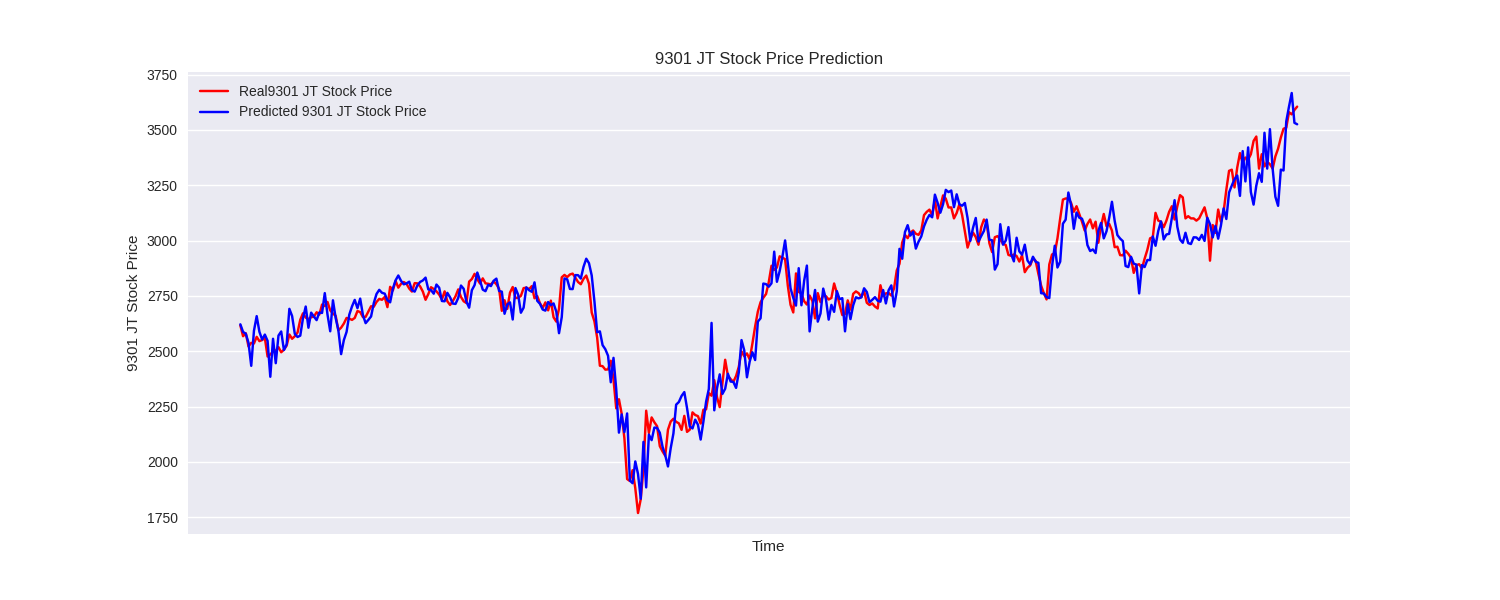 9301 JT Stock Price Prediction
Real9301 JT Stock Price
Predicted 9301 JT Stock Price
9301 JT Stock Price
3750
3500
3250
3000
2750
2500
2250
2000
1750
Time